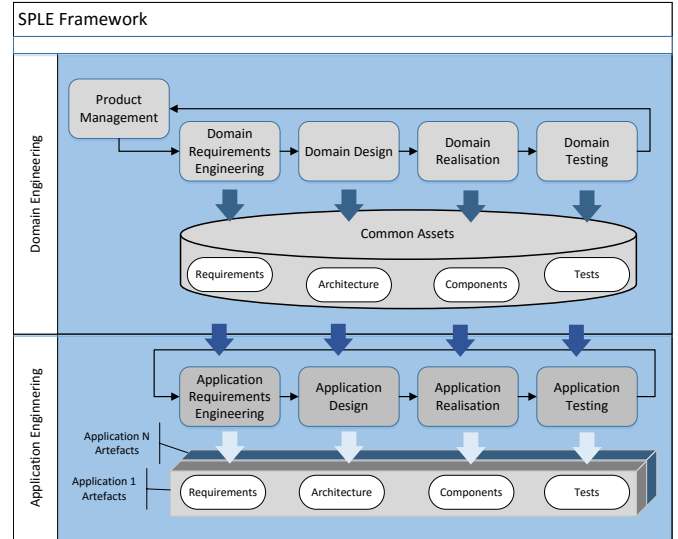 SPLE Framework
Domain Engineering
Product
Management
Domain
Requirements
Engineering
Domain Design
Domain
Realisation
Domain
Testing
Common Assets
Requirements
Architecture
Components
Tests
Application Enginnering
Application
Requirements
Engineering
Application
Design
Application
Realisation
Application
Testing
Application N
Artefacts
Application 1
Artefacts
Requirements
Architecture
Components
Tests